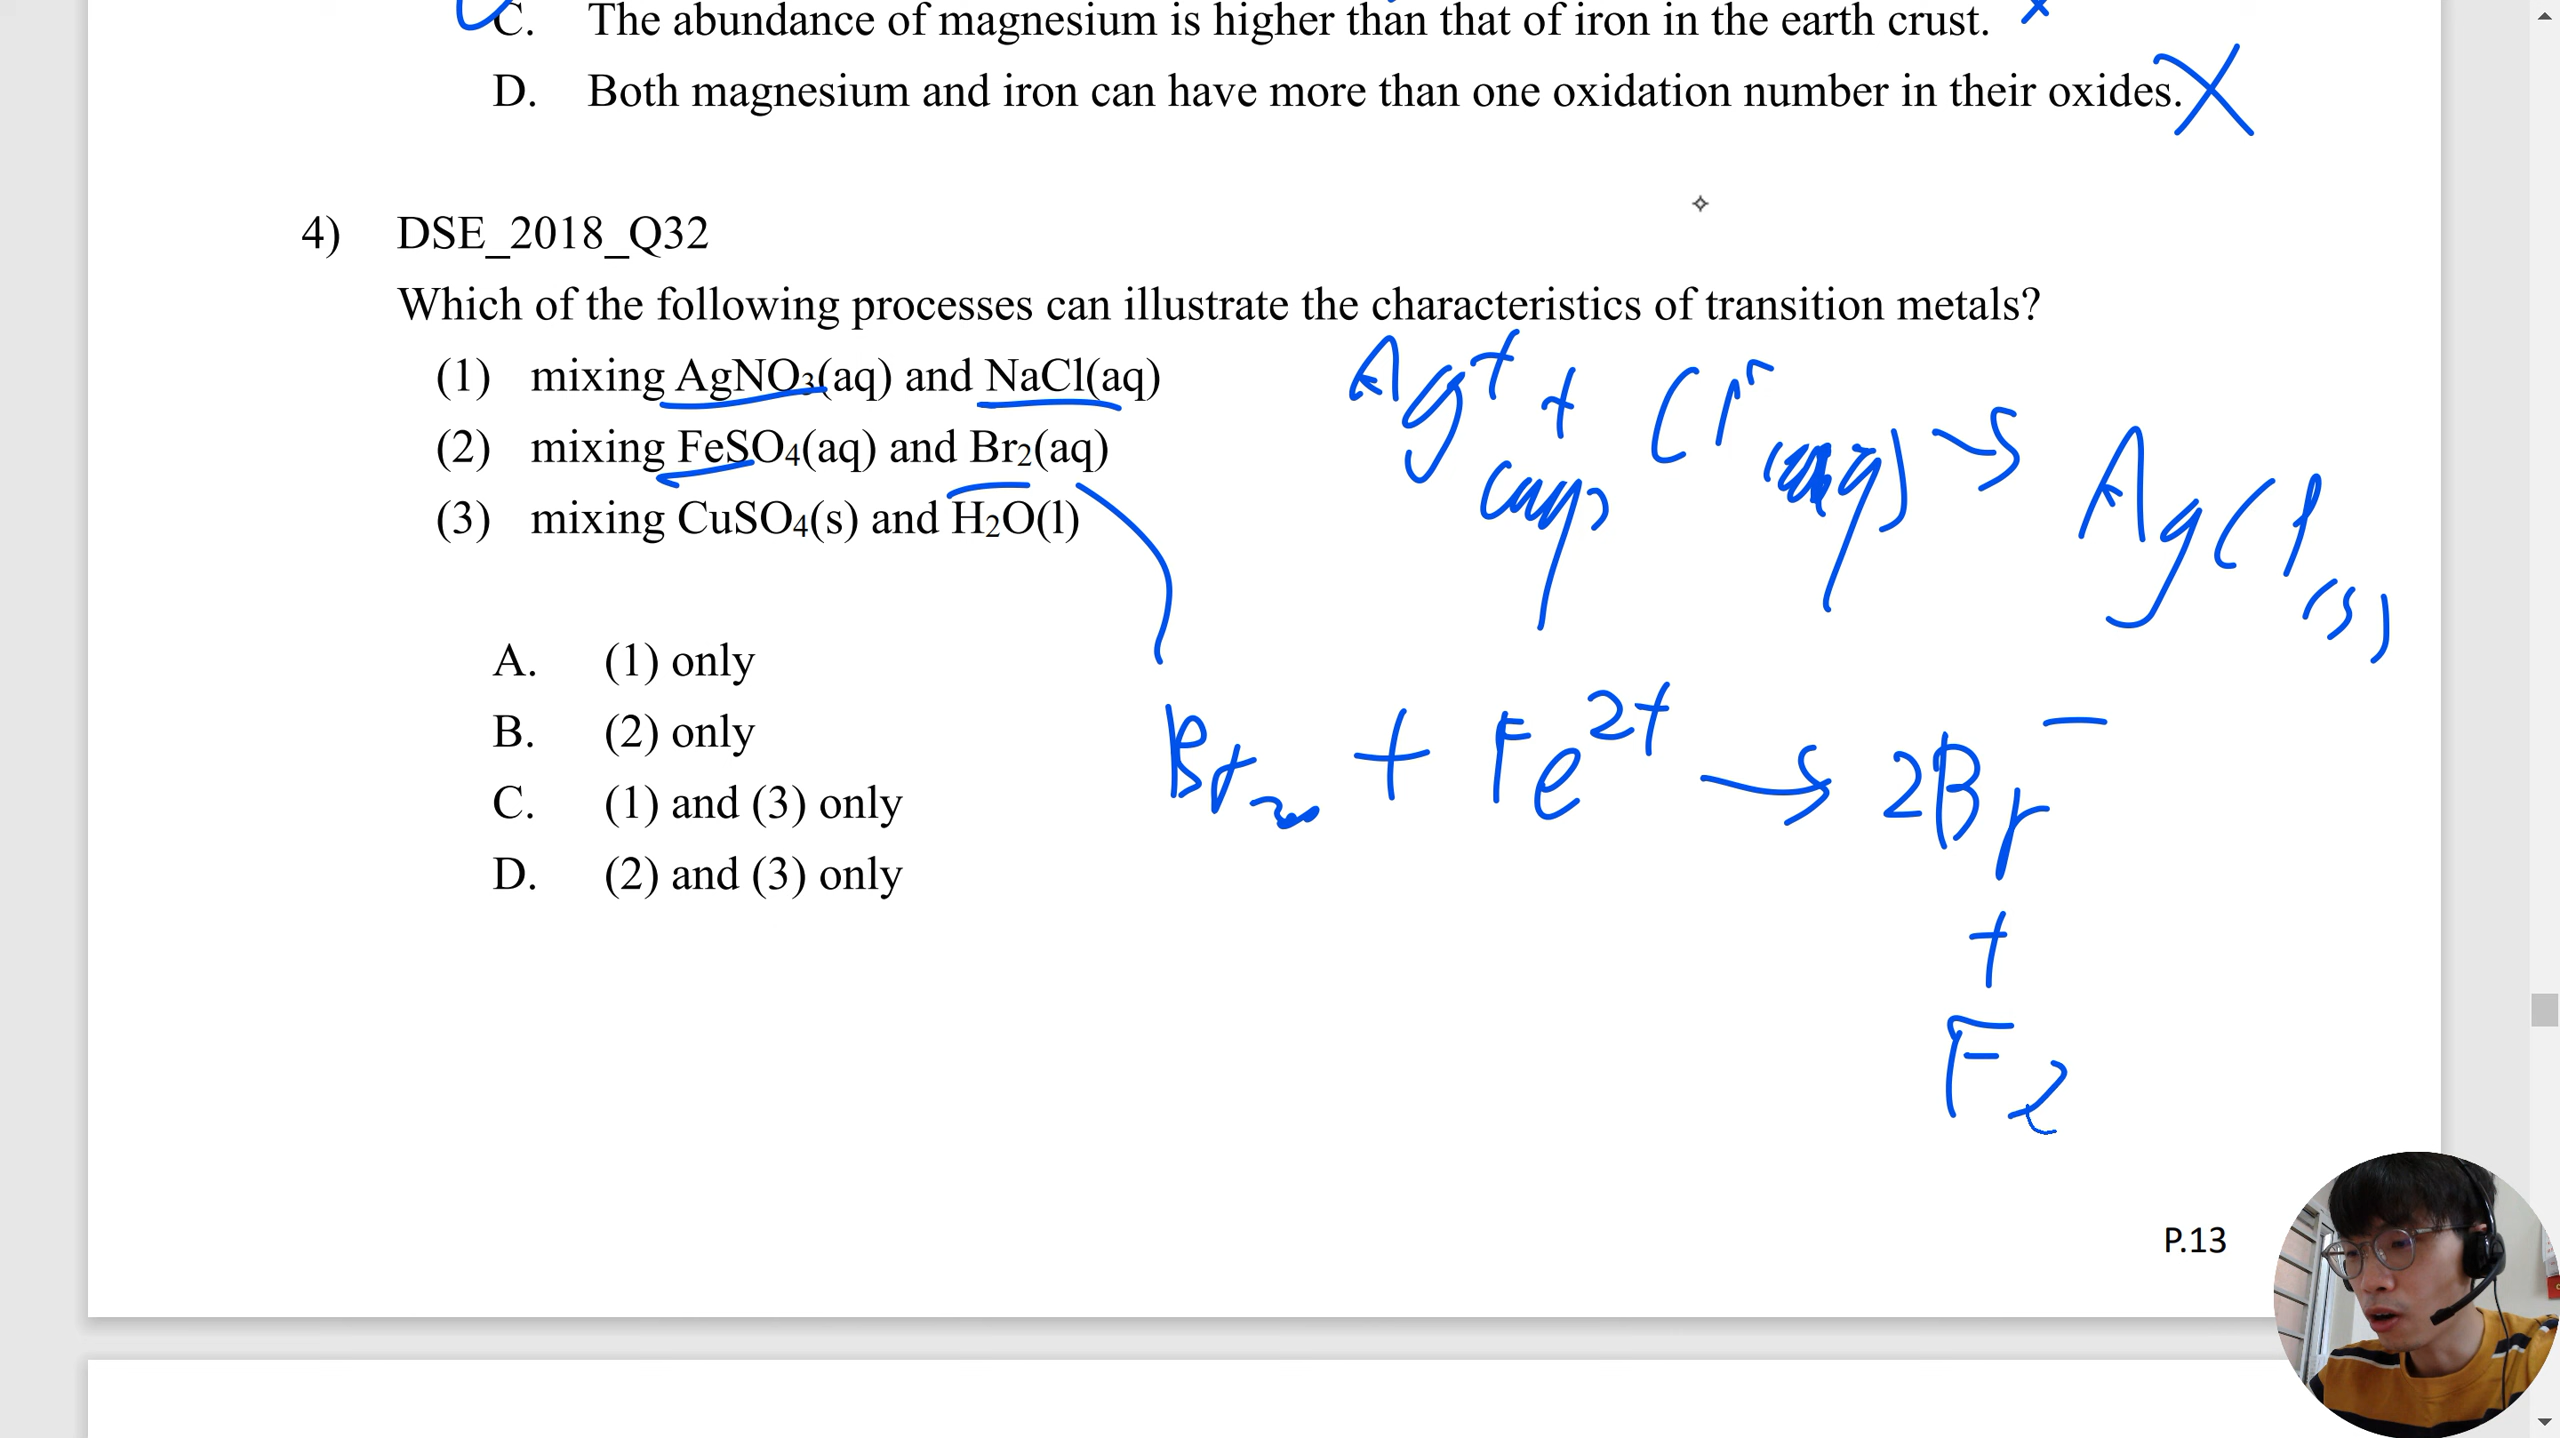 C. The abundance of magnesium is higher than that of iron in the earth crust.
D. Both magnesium and iron can have more than one oxidation number in their oxides.
4) DSE_2018_Q32
Which of the following processes can illustrate the characteristics of transition metals?
(1) mixing AgNO₃(aq) and NaCl(aq)
(2) mixing FeSO₄(aq) and Br₂(aq)
(3) mixing CuSO₄(s) and H₂O(l)
Ag⁺(aq) + Cl⁻(aq) → AgCl(s)
A. (1) only
B. (2) only
C. (1) and (3) only
D. (2) and (3) only
Br₂ + Fe²⁺ → 2Br⁻
+
Fe
P.13